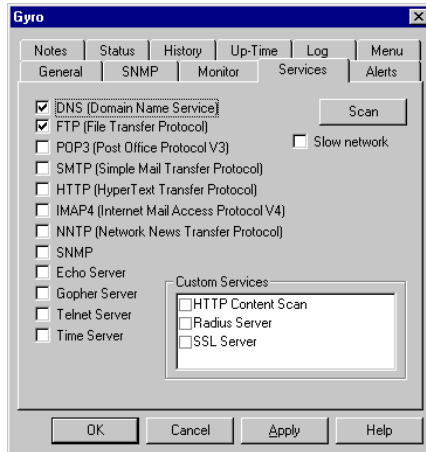 Gyro
Notes Status History Up-Time Log Menu
General SNMP Monitor Services Alerts
DNS (Domain Name Service)
Scan
FTP (File Transfer Protocol)
Slow network
POP3 (Post Office Protocol V3)
SMTP (Simple Mail Transfer Protocol)
HTTP (HyperText Transfer Protocol)
IMAP4 (Internet Mail Access Protocol V4)
NNTP (Network News Transfer Protocol)
SNMP
Echo Server
Gopher Server
Telnet Server
Time Server
Custom Services
HTTP Content Scan
Radius Server
SSL Server
OK Cancel Apply Help